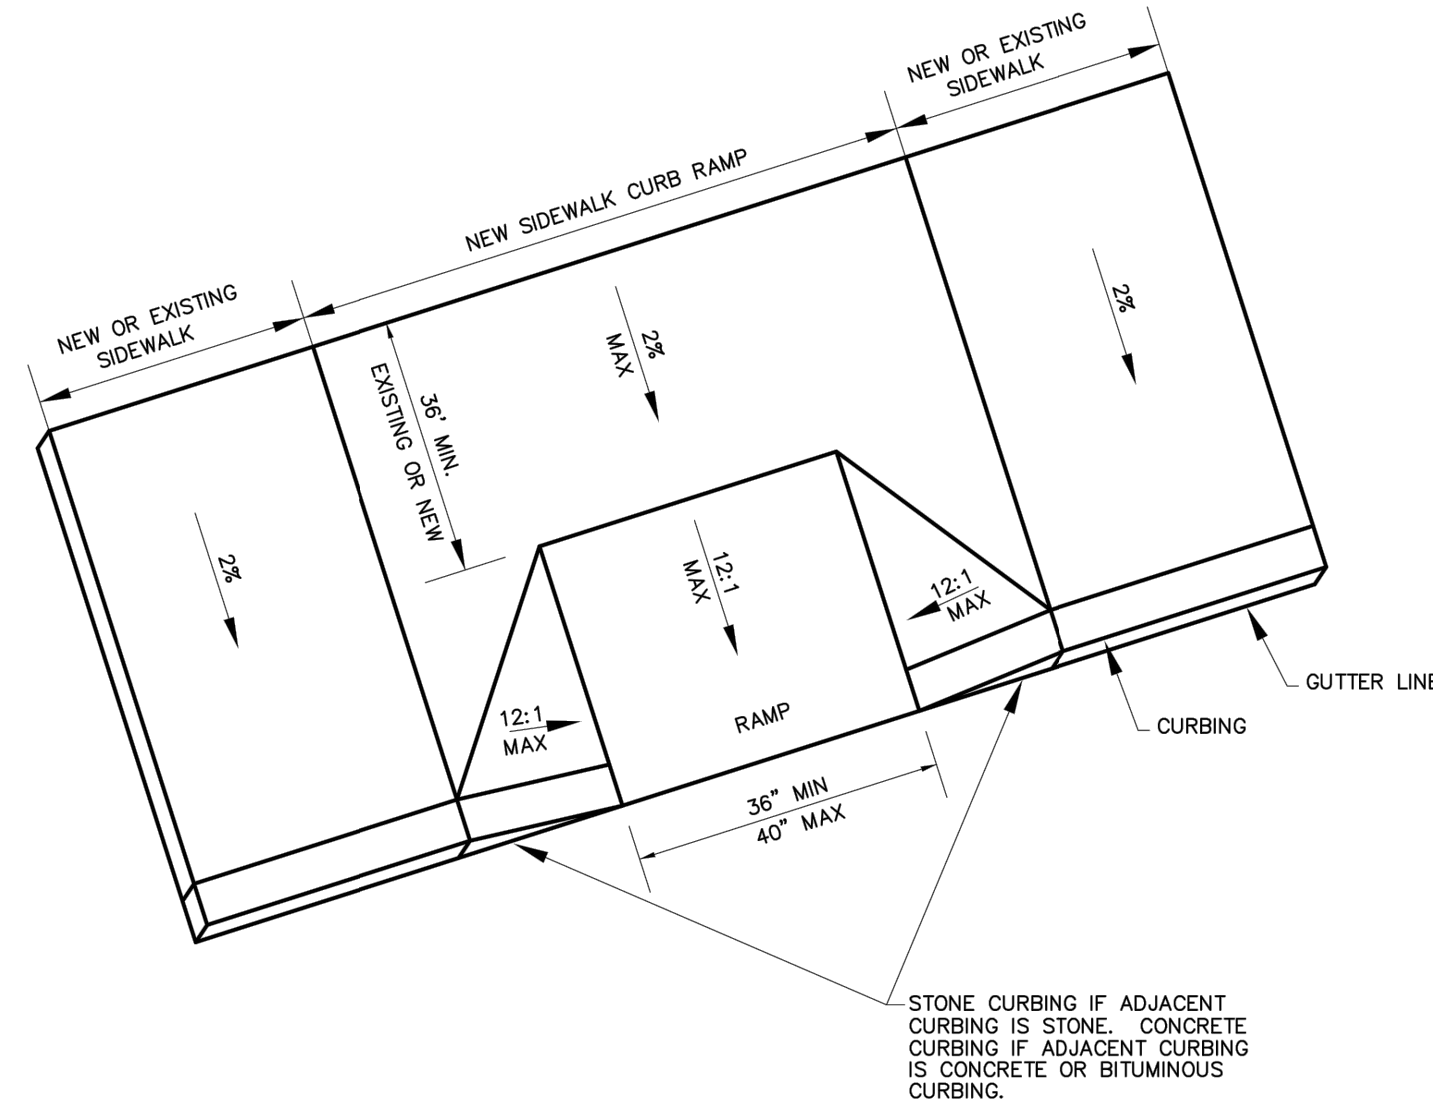 NEW OR EXISTING
SIDEWALK
NEW SIDEWALK CURB RAMP
NEW OR EXISTING
SIDEWALK
2%
2%
MAX
36' MIN.
EXISTING OR NEW
2%
12:1
MAX
12:1
MAX
12:1
MAX
RAMP
GUTTER LINE
CURBING
36" MIN
40" MAX
STONE CURBING IF ADJACENT
CURBING IS STONE. CONCRETE
CURBING IF ADJACENT CURBING
IS CONCRETE OR BITUMINOUS
CURBING.